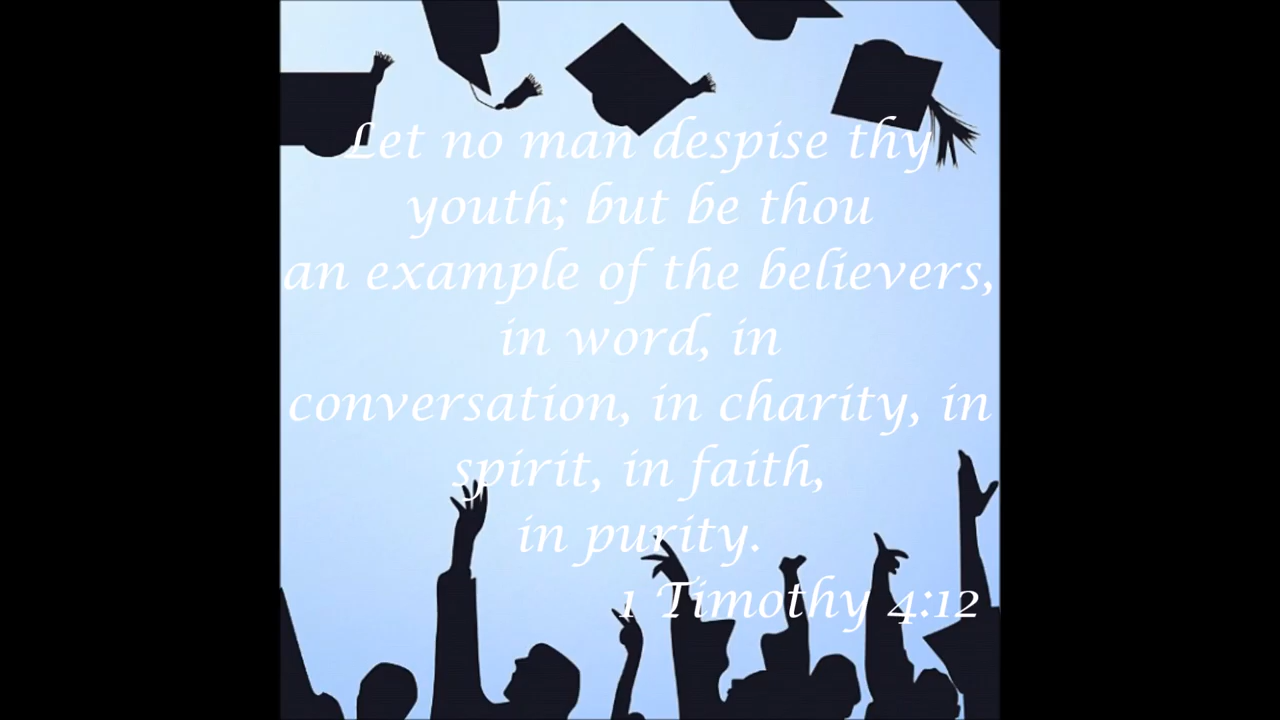 Let no man despise thy
youth; but be thou
an example of the believers,
in word, in
conversation, in charity, in
spirit, in faith,
in purity.
1 Timothy 4:12